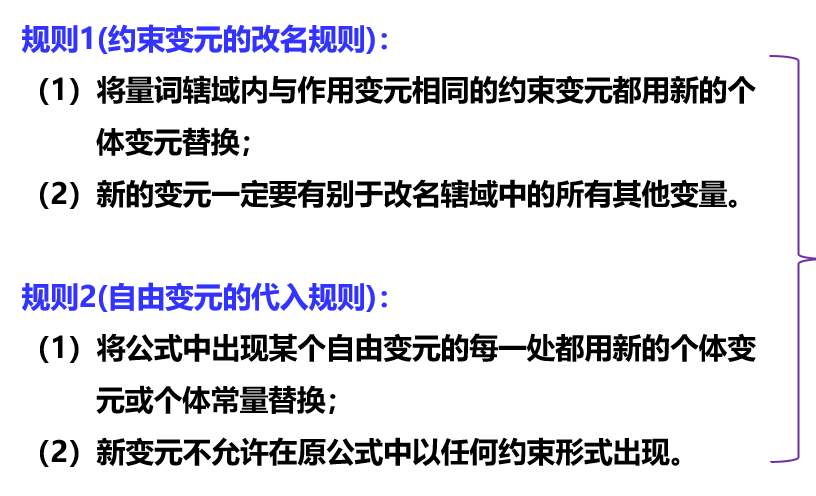 规则1(约束变元的改名规则)：
（1）将量词辖域内与作用变元相同的约束变元都用新的个
体变元替换；
（2）新的变元一定要有别于改名辖域中的所有其他变量。
规则2(自由变元的代入规则)：
（1）将公式中出现某个自由变元的每一处都用新的个体变
元或个体常量替换；
（2）新变元不允许在原公式中以任何约束形式出现。